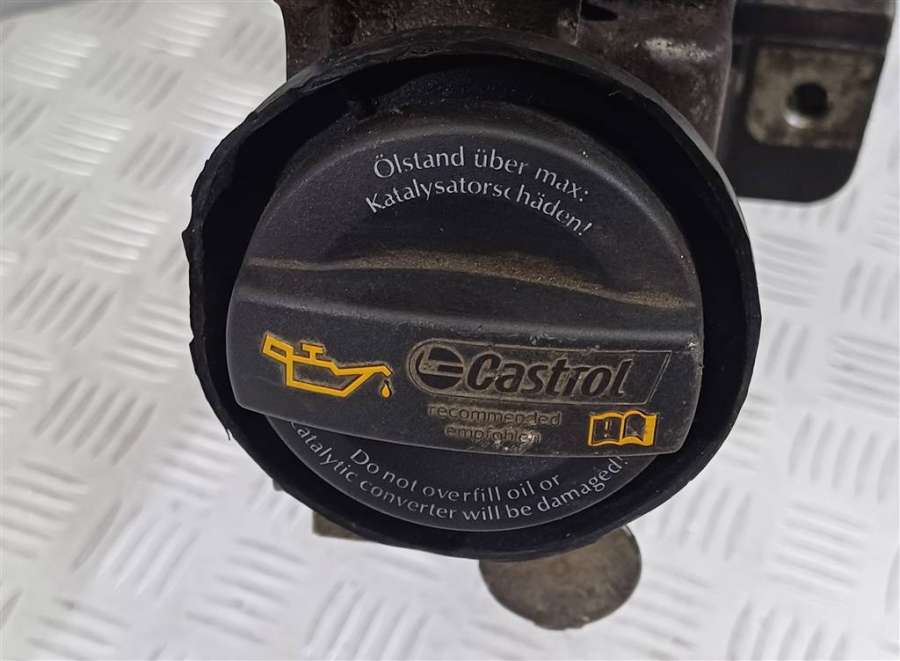 Ölstand über max:
Katalysatorschäden!
Castrol
recommended
empfohlen
Do not overfill oil or
catalytic converter will be damaged!